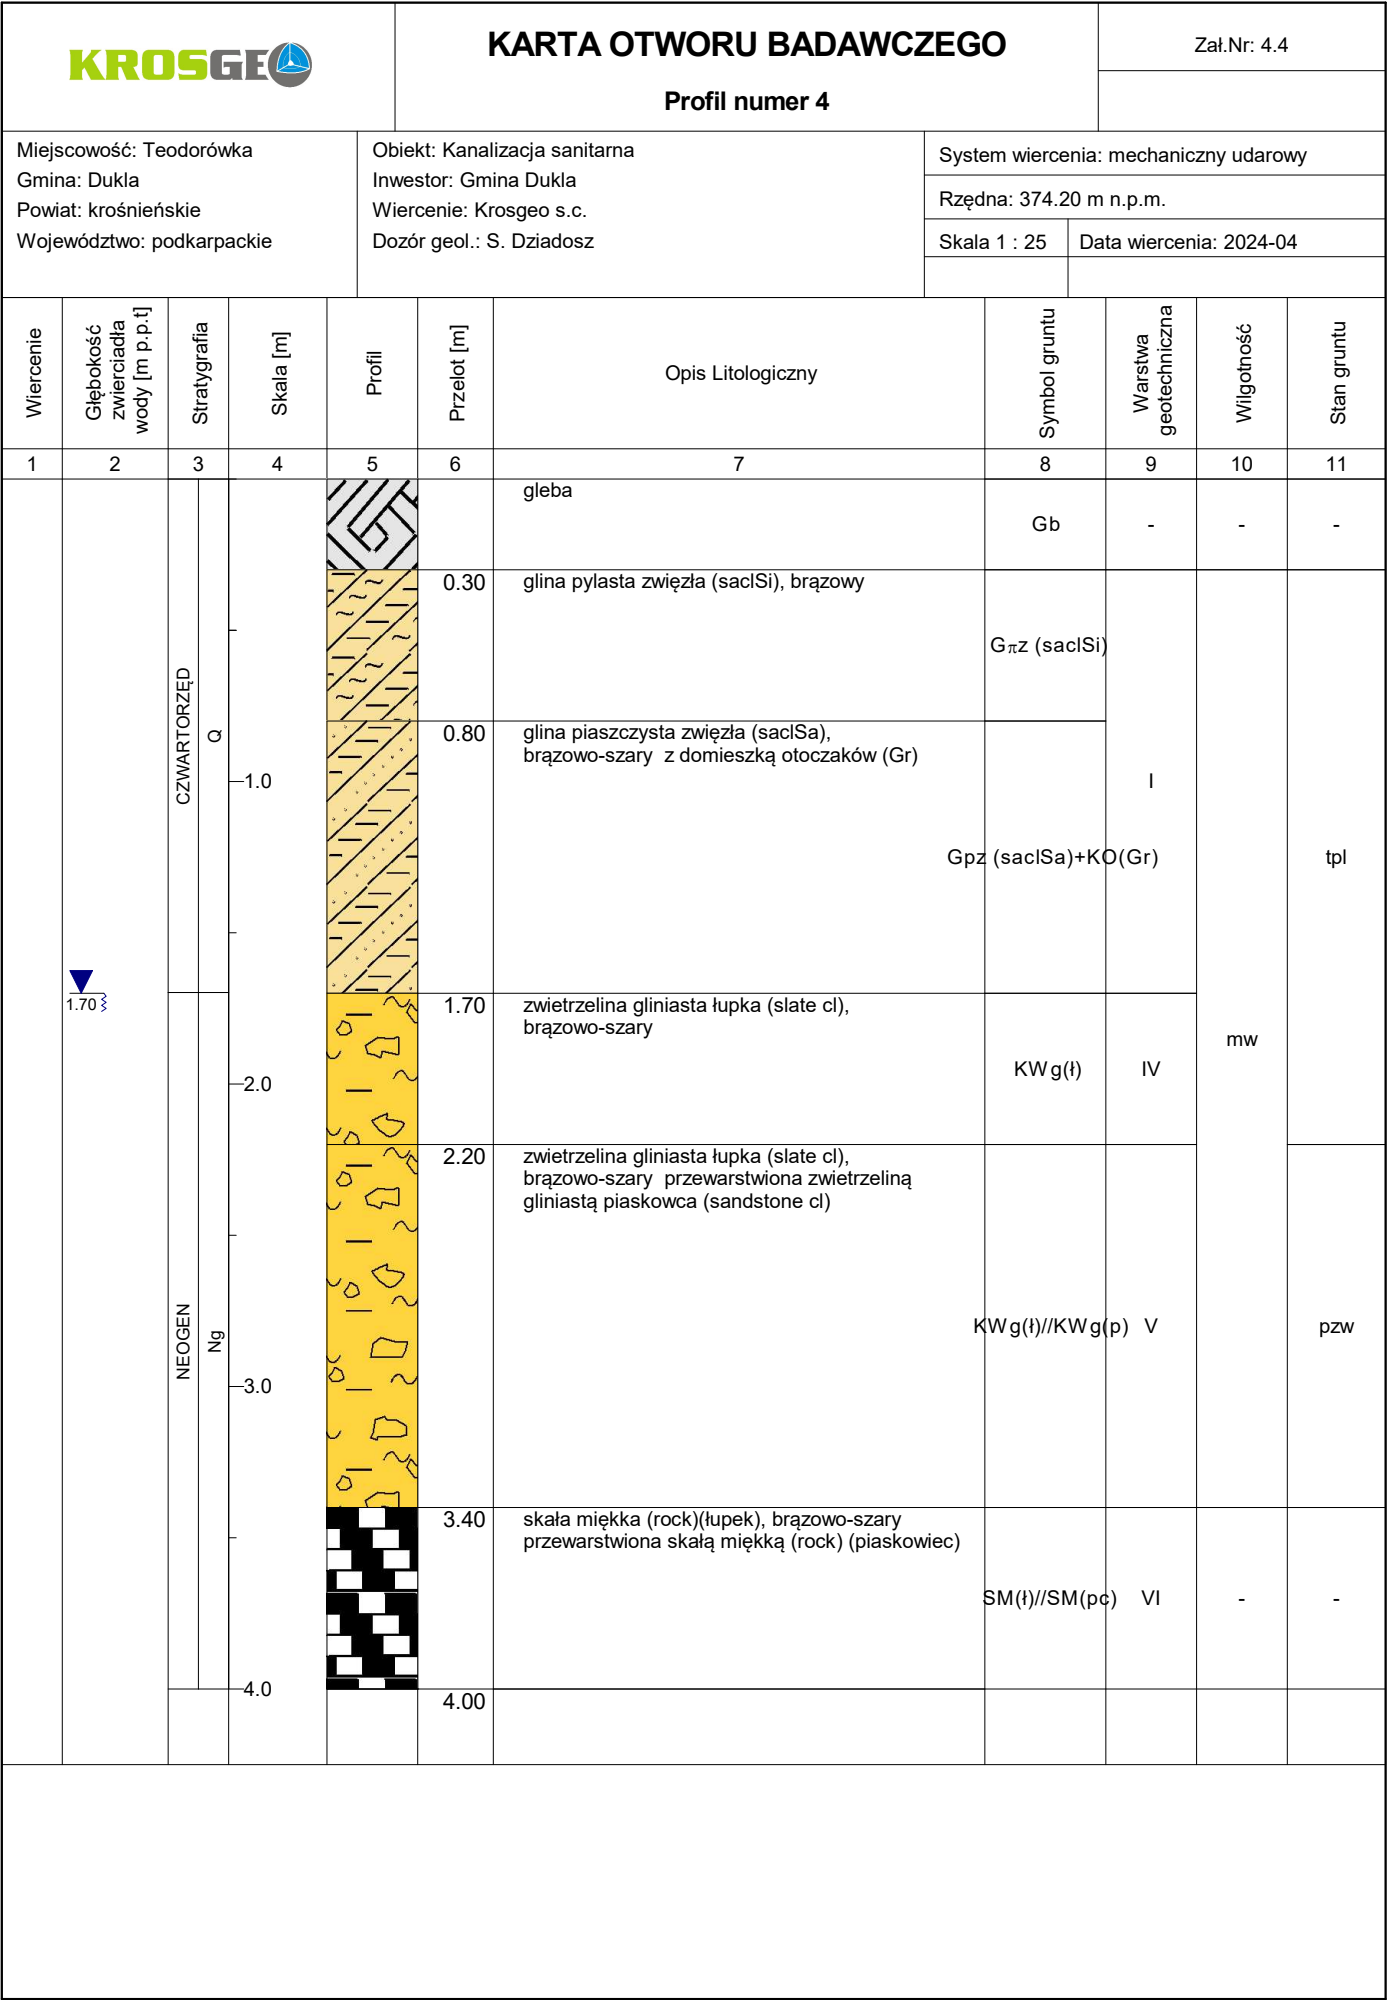 KROSGEO
KARTA OTWORU BADAWCZEGO
Profil numer 4
Zał.Nr: 4.4
Miejscowość: Teodorówka
Gmina: Dukla
Powiat: krośnieńskie
Województwo: podkarpackie
Obiekt: Kanalizacja sanitarna
Inwestor: Gmina Dukla
Wiercenie: Krosgeo s.c.
Dozór geol.: S. Dziadosz
System wiercenia: mechaniczny udarowy
Rzędna: 374.20 m n.p.m.
Skala 1 : 25
Data wiercenia: 2024-04
Wiercenie
Głębokość
zwierciadła
wody [m p.p.t]
Stratygrafia
Skala [m]
Profil
Przelot [m]
Opis Litologiczny
Symbol gruntu
Warstwa
geotechniczna
Wilgotność
Stan gruntu
1 2 3 4 5 6 7 8 9 10 11
gleba
Gb - - -
0.30 glina pylasta zwięzła (saclSi), brązowy
Gπz (saclSi)
CZWARTORZĘD
Q
0.80 glina piaszczysta zwięzła (saclSa),
brązowo-szary z domieszką otoczaków (Gr)
1.0
I
Gpz (saclSa)+KO(Gr)
tpl
1.70
1.70 zwietrzelina gliniasta łupka (slate cl),
brązowo-szary
mw
KWg(ł) IV
2.0
2.20 zwietrzelina gliniasta łupka (slate cl),
brązowo-szary przewarstwiona zwietrzeliną
gliniastą piaskowca (sandstone cl)
NEOGEN
Ng
KWg(ł)//KWg(p) V
pzw
3.0
3.40 skała miękka (rock)(łupek), brązowo-szary
przewarstwiona skałą miękką (rock) (piaskowiec)
SM(ł)//SM(pc) VI - -
4.0
4.00